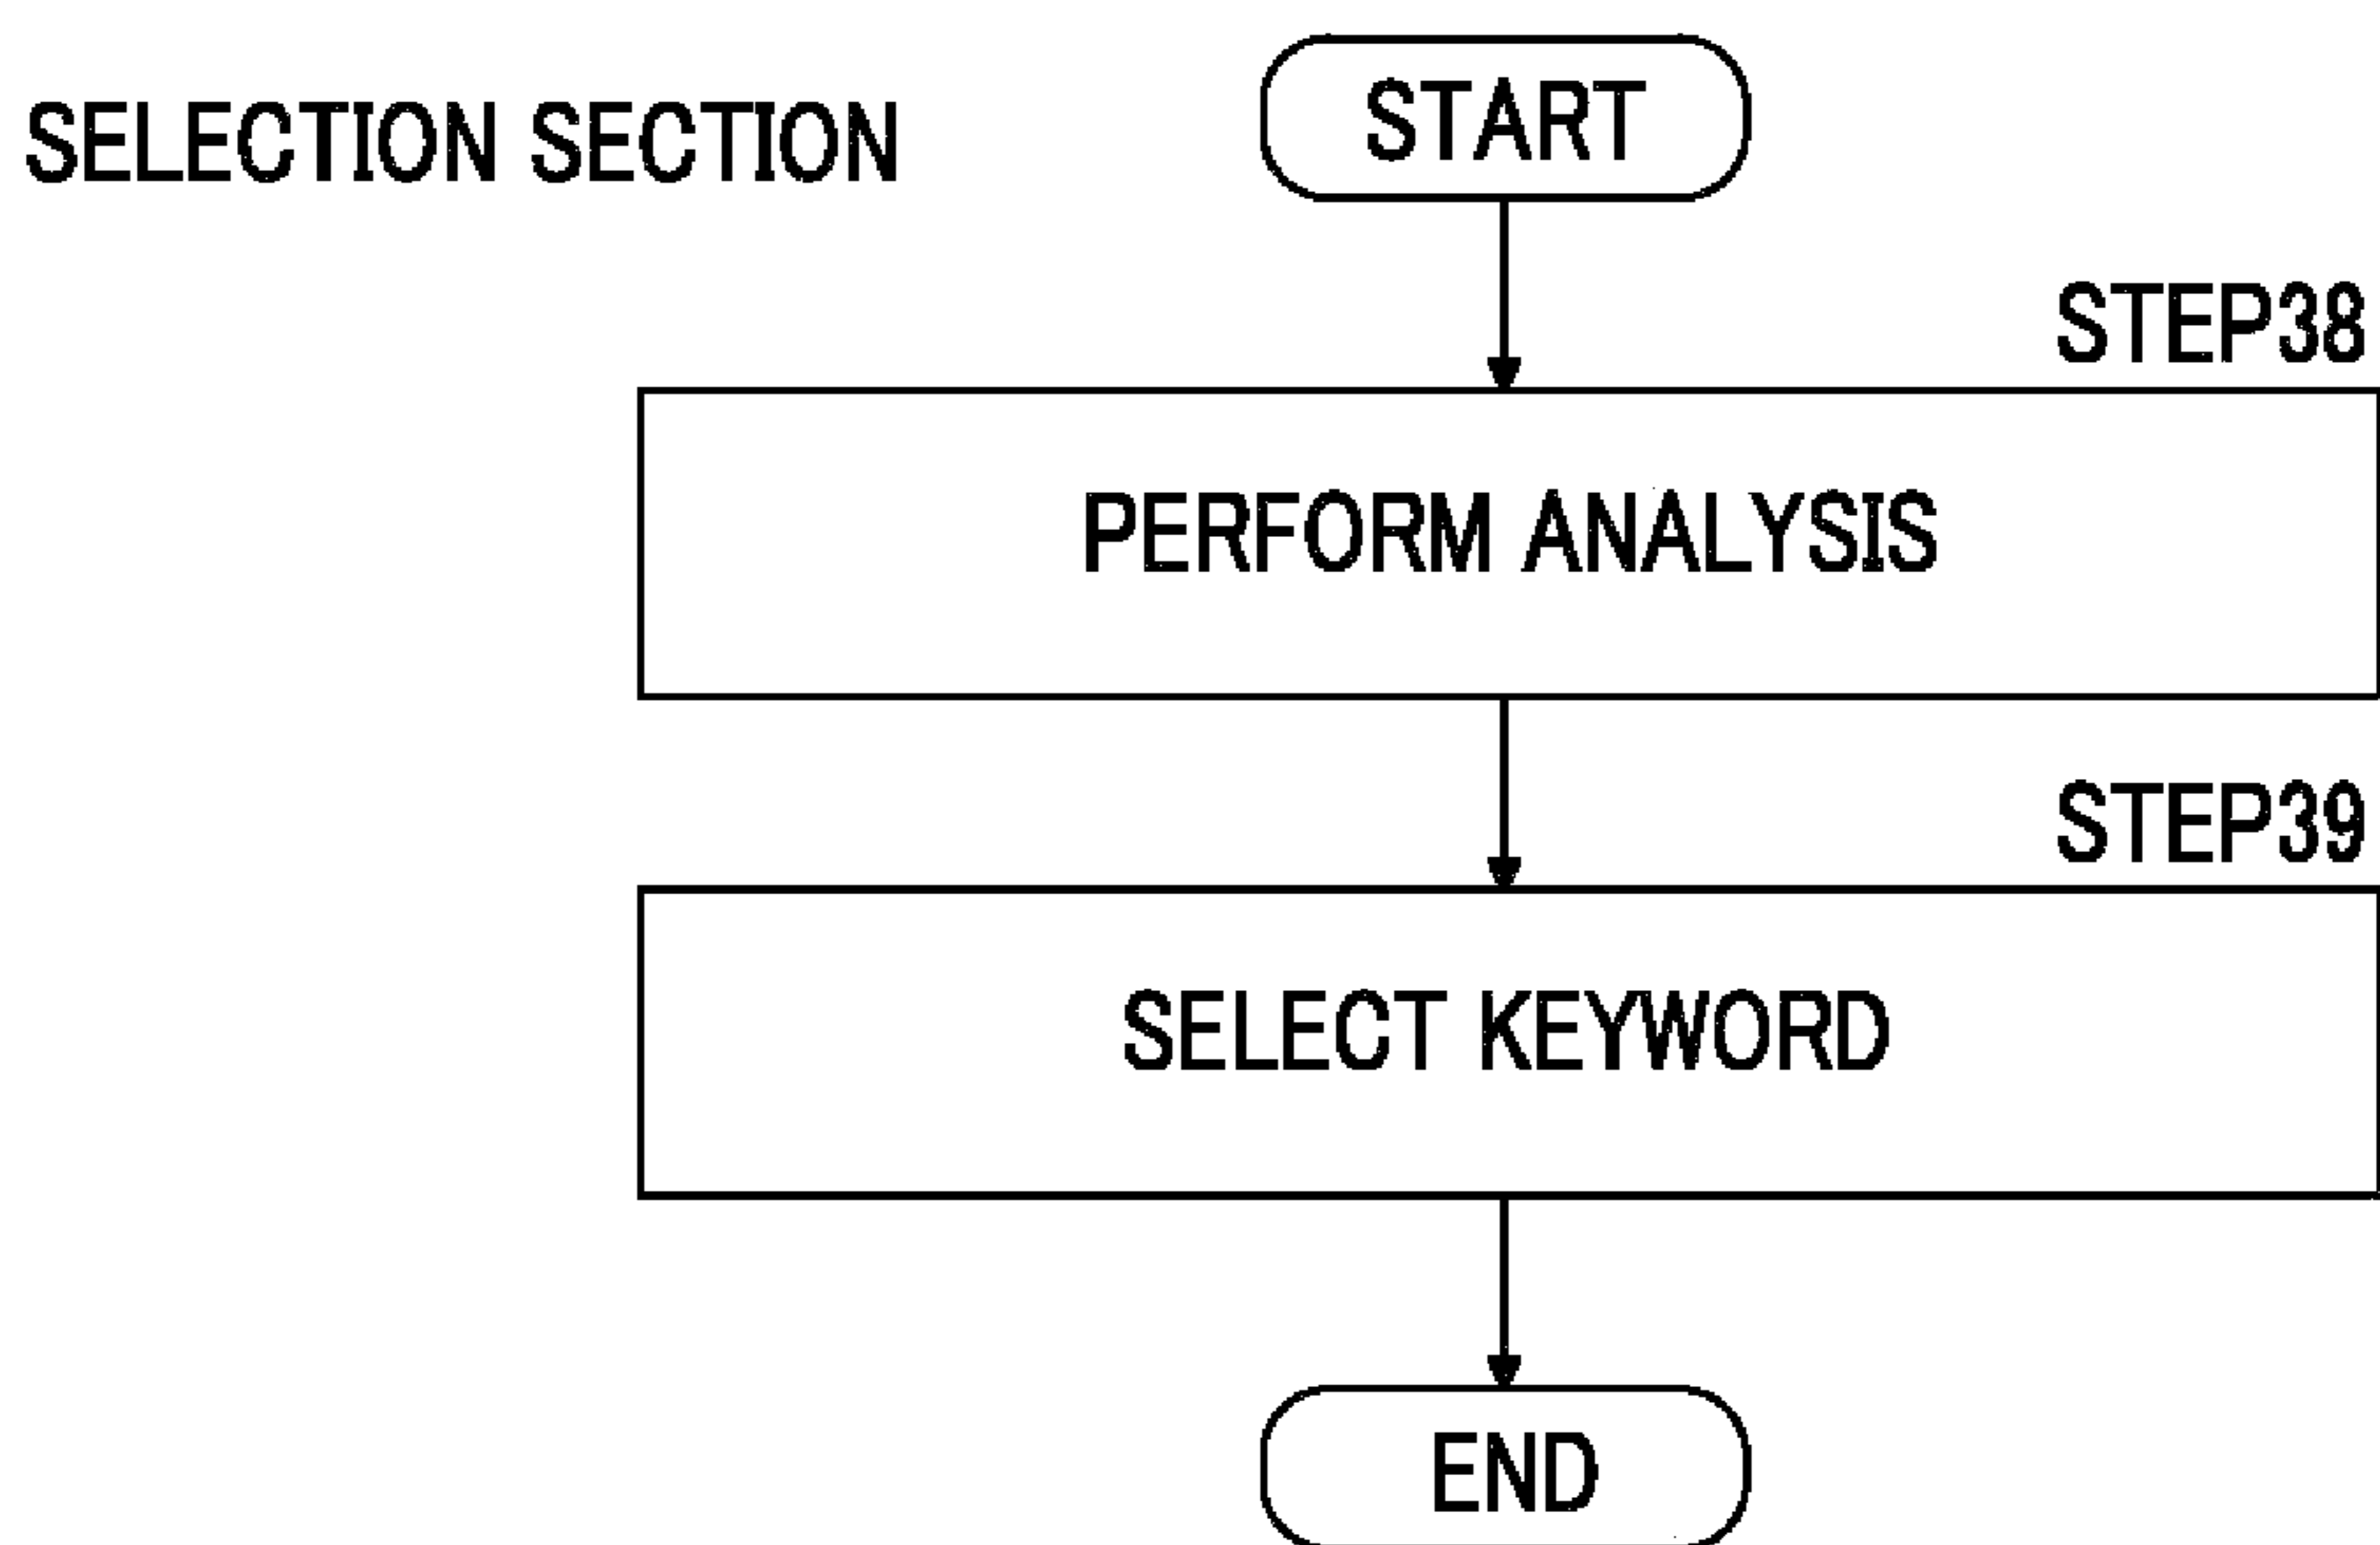 SELECTION SECTION
START
STEP38
PERFORM ANALYSIS
STEP39
SELECT KEYWORD
END